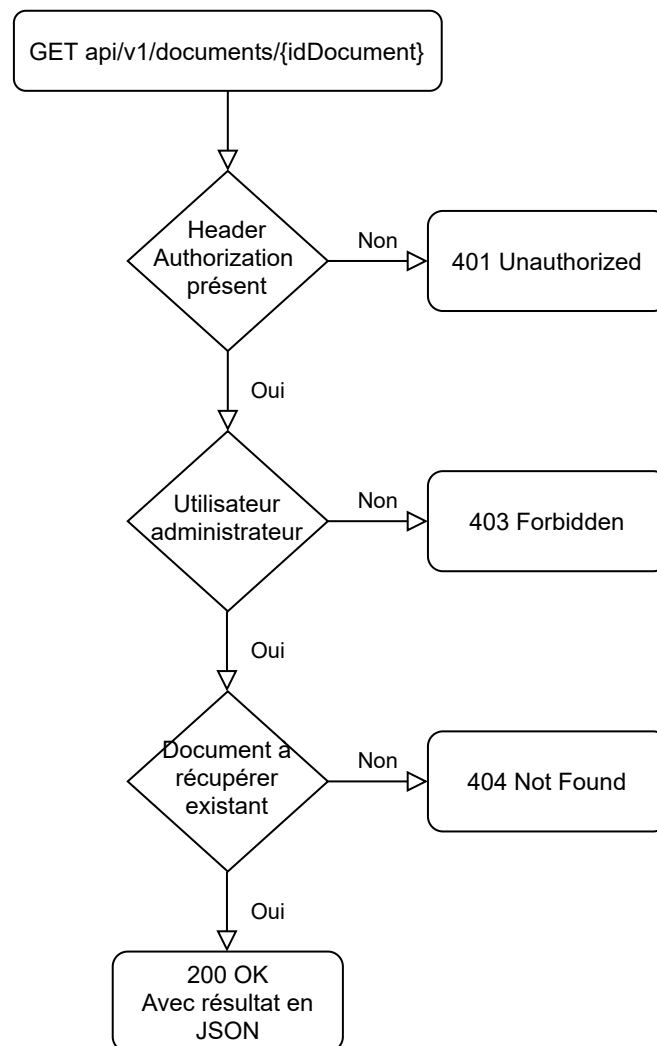 GET api/v1/documents/{idDocument}
Header
Authorization
présent
Non
401 Unauthorized
Oui
Utilisateur
administrateur
Non
403 Forbidden
Oui
Document à
récupérer
existant
Non
404 Not Found
Oui
200 OK
Avec résultat en
JSON